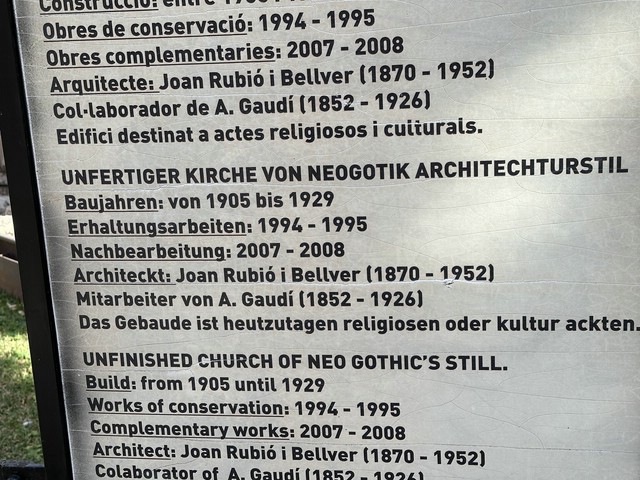 Construcció: entre
Obres de conservació: 1994 - 1995
Obres complementaries: 2007 - 2008
Arquitecte: Joan Rubió i Bellver (1870 - 1952)
Col·laborador de A. Gaudí (1852 - 1926)
Edifici destinat a actes religiosos i culturals.
UNFERTIGER KIRCHE VON NEOGOTIK ARCHITECHTURSTIL
Baujahren: von 1905 bis 1929
Erhaltungsarbeiten: 1994 - 1995
Nachbearbeitung: 2007 - 2008
Architeckt: Joan Rubió i Bellver (1870 - 1952)
Mitarbeiter von A. Gaudí (1852 - 1926)
Das Gebaude ist heutzutagen religiosen oder kultur ackten.
UNFINISHED CHURCH OF NEO GOTHIC'S STILL.
Build: from 1905 until 1929
Works of conservation: 1994 - 1995
Complementary works: 2007 - 2008
Architect: Joan Rubió i Bellver (1870 - 1952)
Colaborator of A. Gaudí (1852 - 1926)